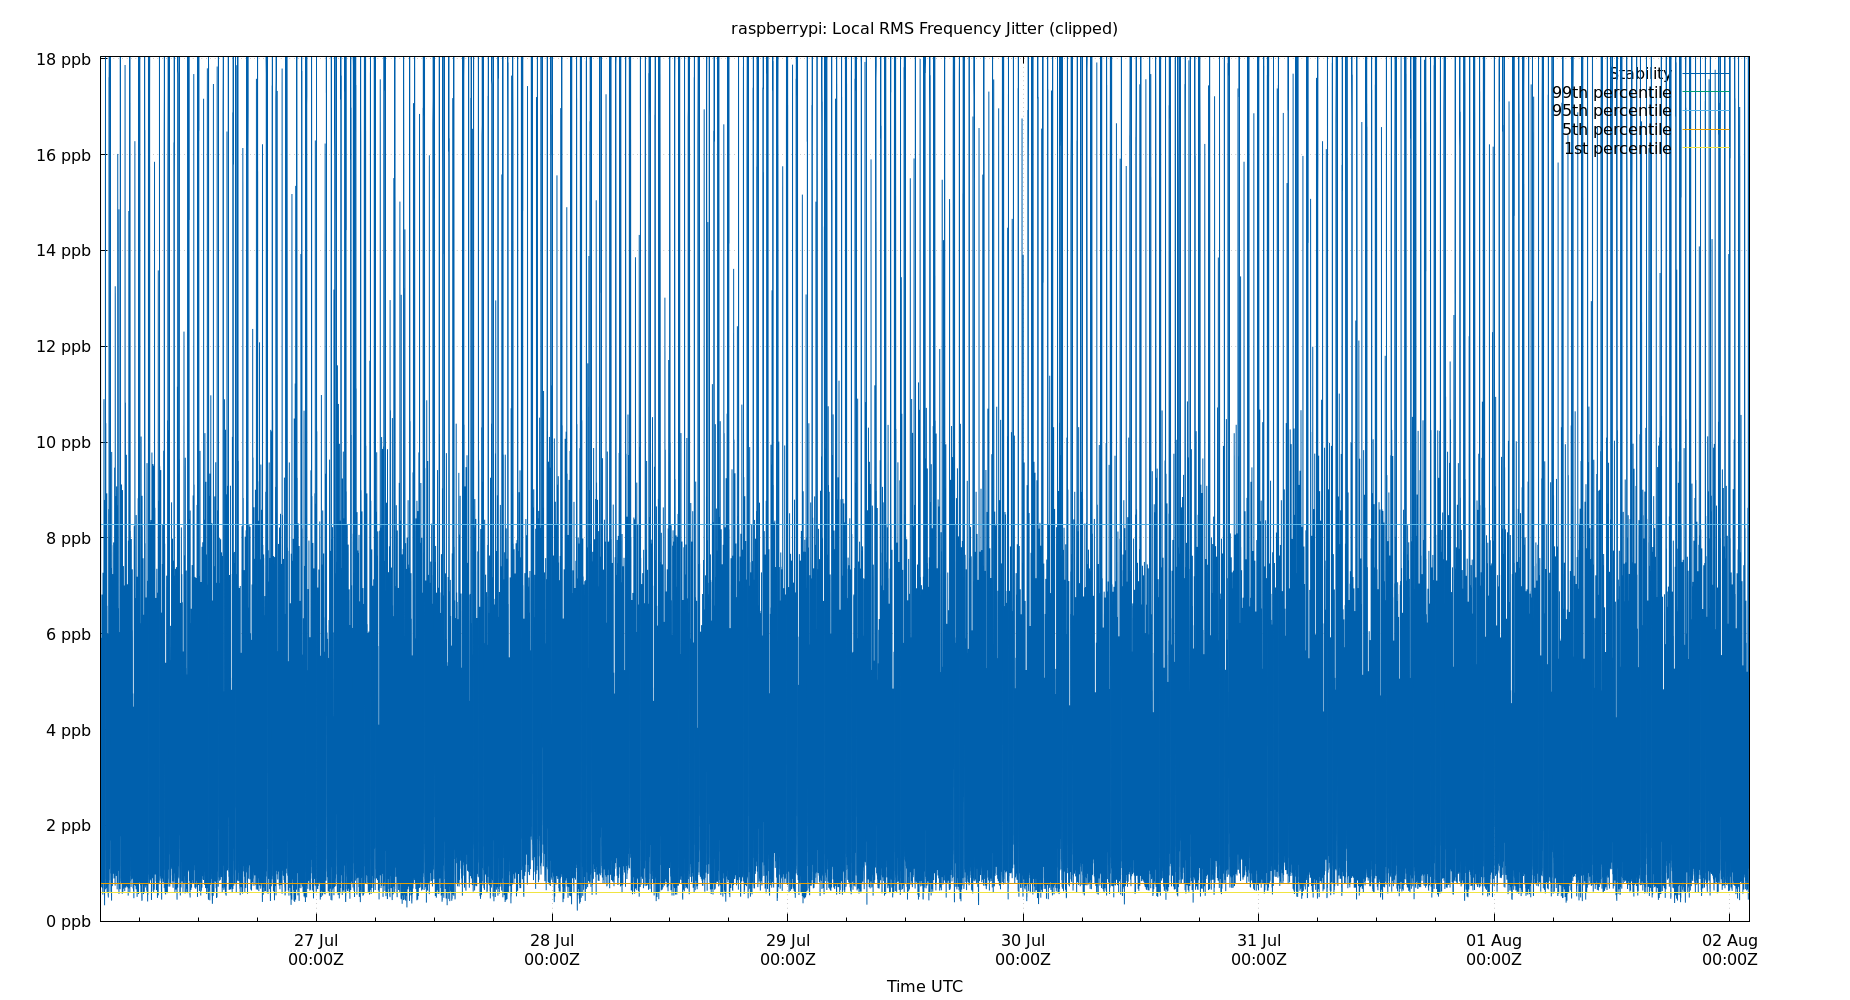 raspberrypi: Local RMS Frequency Jitter (clipped)
18 ppb
16 ppb
14 ppb
12 ppb
10 ppb
8 ppb
6 ppb
4 ppb
2 ppb
0 ppb
Stability
99th percentile
95th percentile
5th percentile
1st percentile
27 Jul
00:00Z
28 Jul
00:00Z
29 Jul
00:00Z
30 Jul
00:00Z
31 Jul
00:00Z
01 Aug
00:00Z
02 Aug
00:00Z
Time UTC